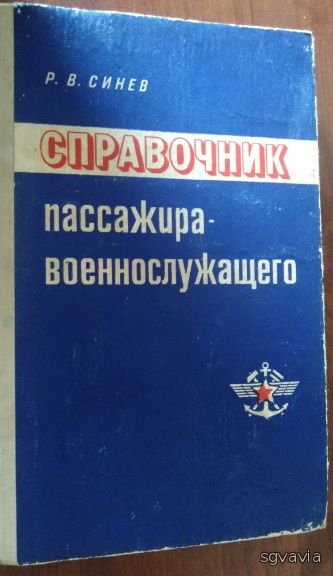 Р. В. СИНЕВ
СПРАВОЧНИК
пассажира-
военнослужащего
sgvavia